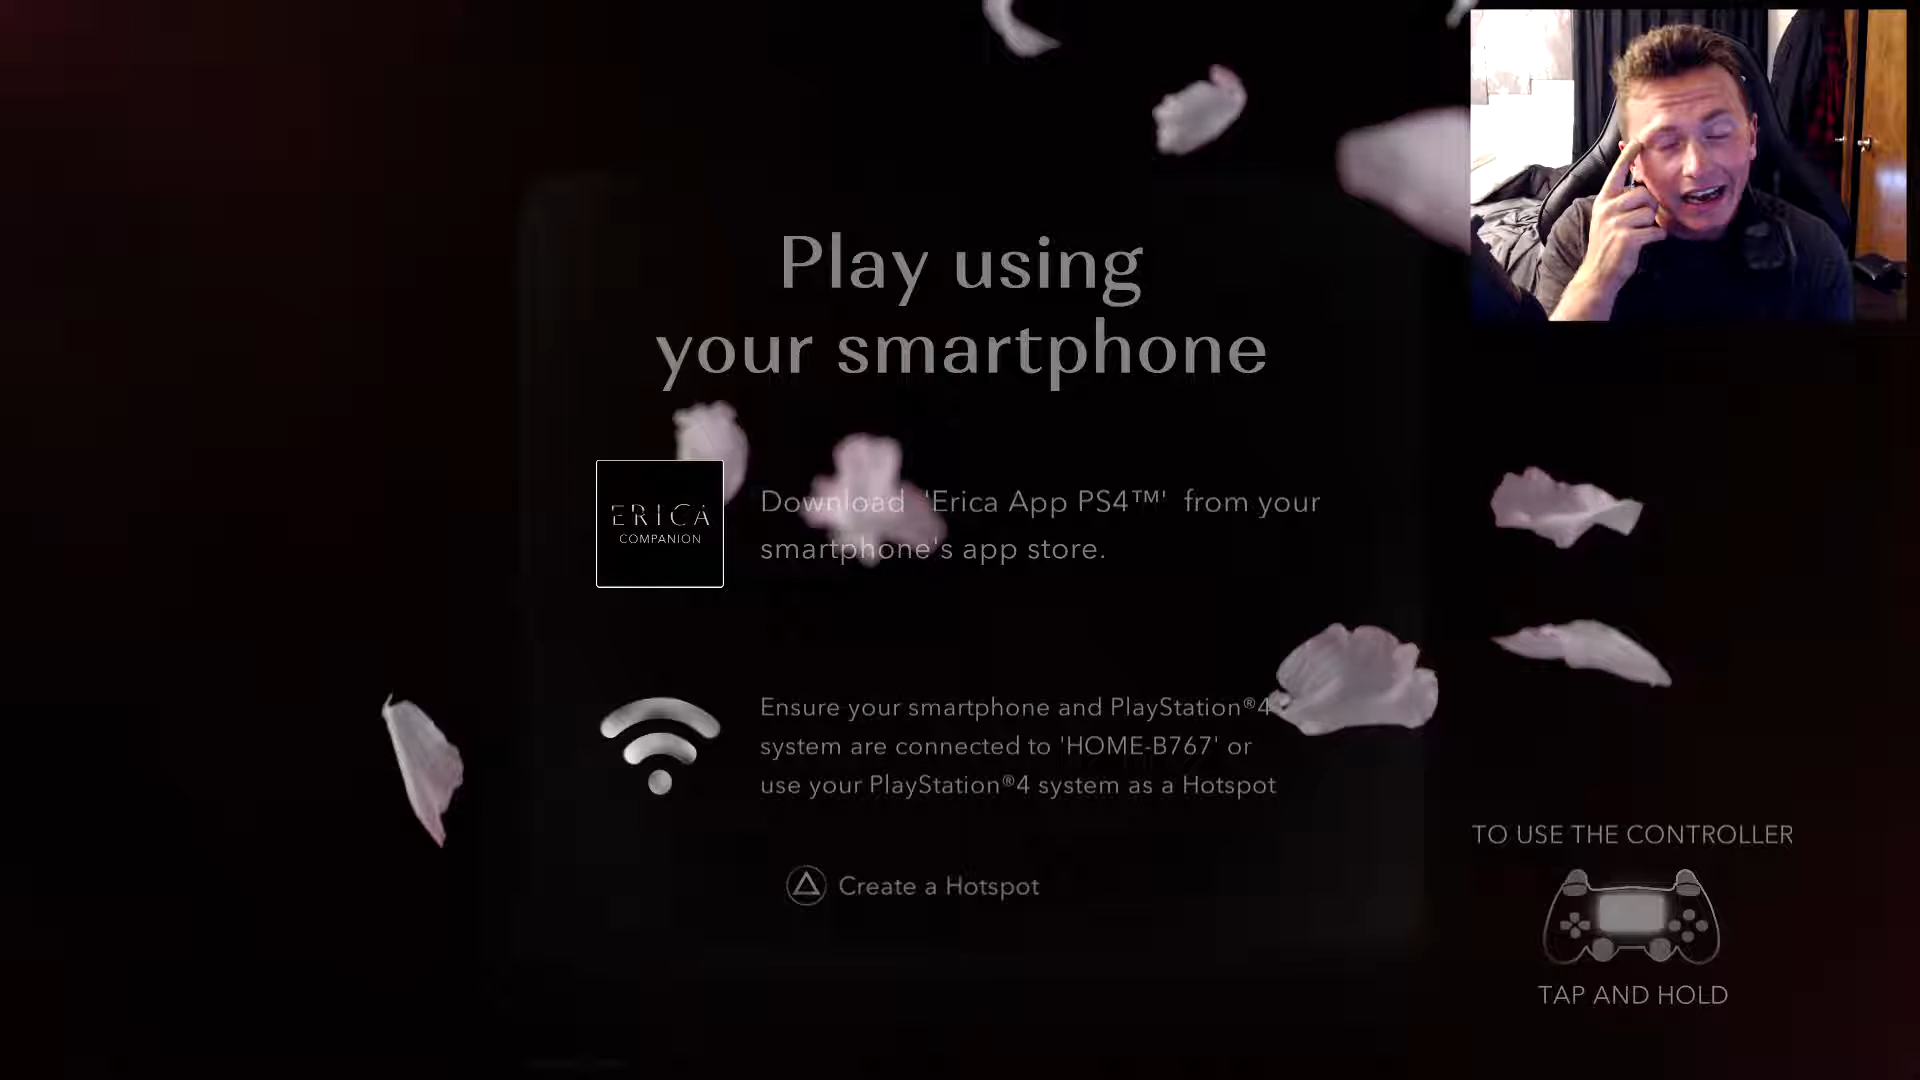 Play using
your smartphone
ERICA
COMPANION
Download 'Erica App PS4™' from your
smartphone's app store.
Ensure your smartphone and PlayStation®4
system are connected to 'HOME-B767' or
use your PlayStation®4 system as a Hotspot
Create a Hotspot
TO USE THE CONTROLLER
TAP AND HOLD